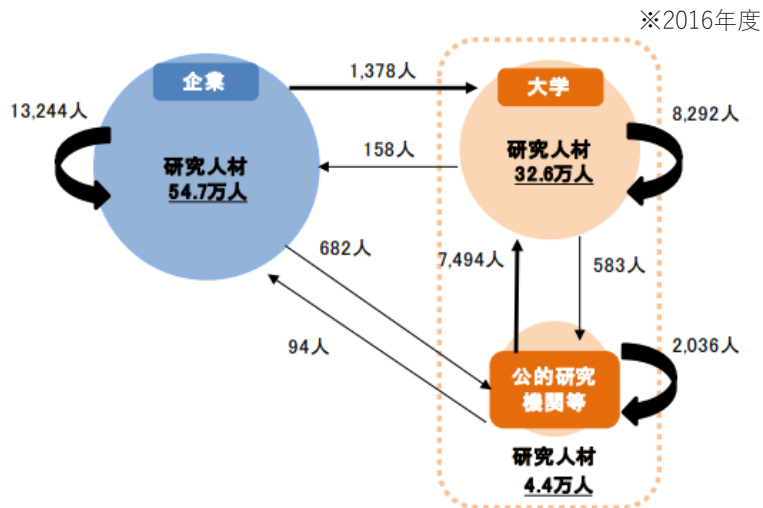 ※2016年度
企業
1,378人
大学
13,244人
8,292人
研究人材
54.7万人
158人
研究人材
32.6万人
682人
7,494人
583人
94人
2,036人
公的研究
機関等
研究人材
4.4万人